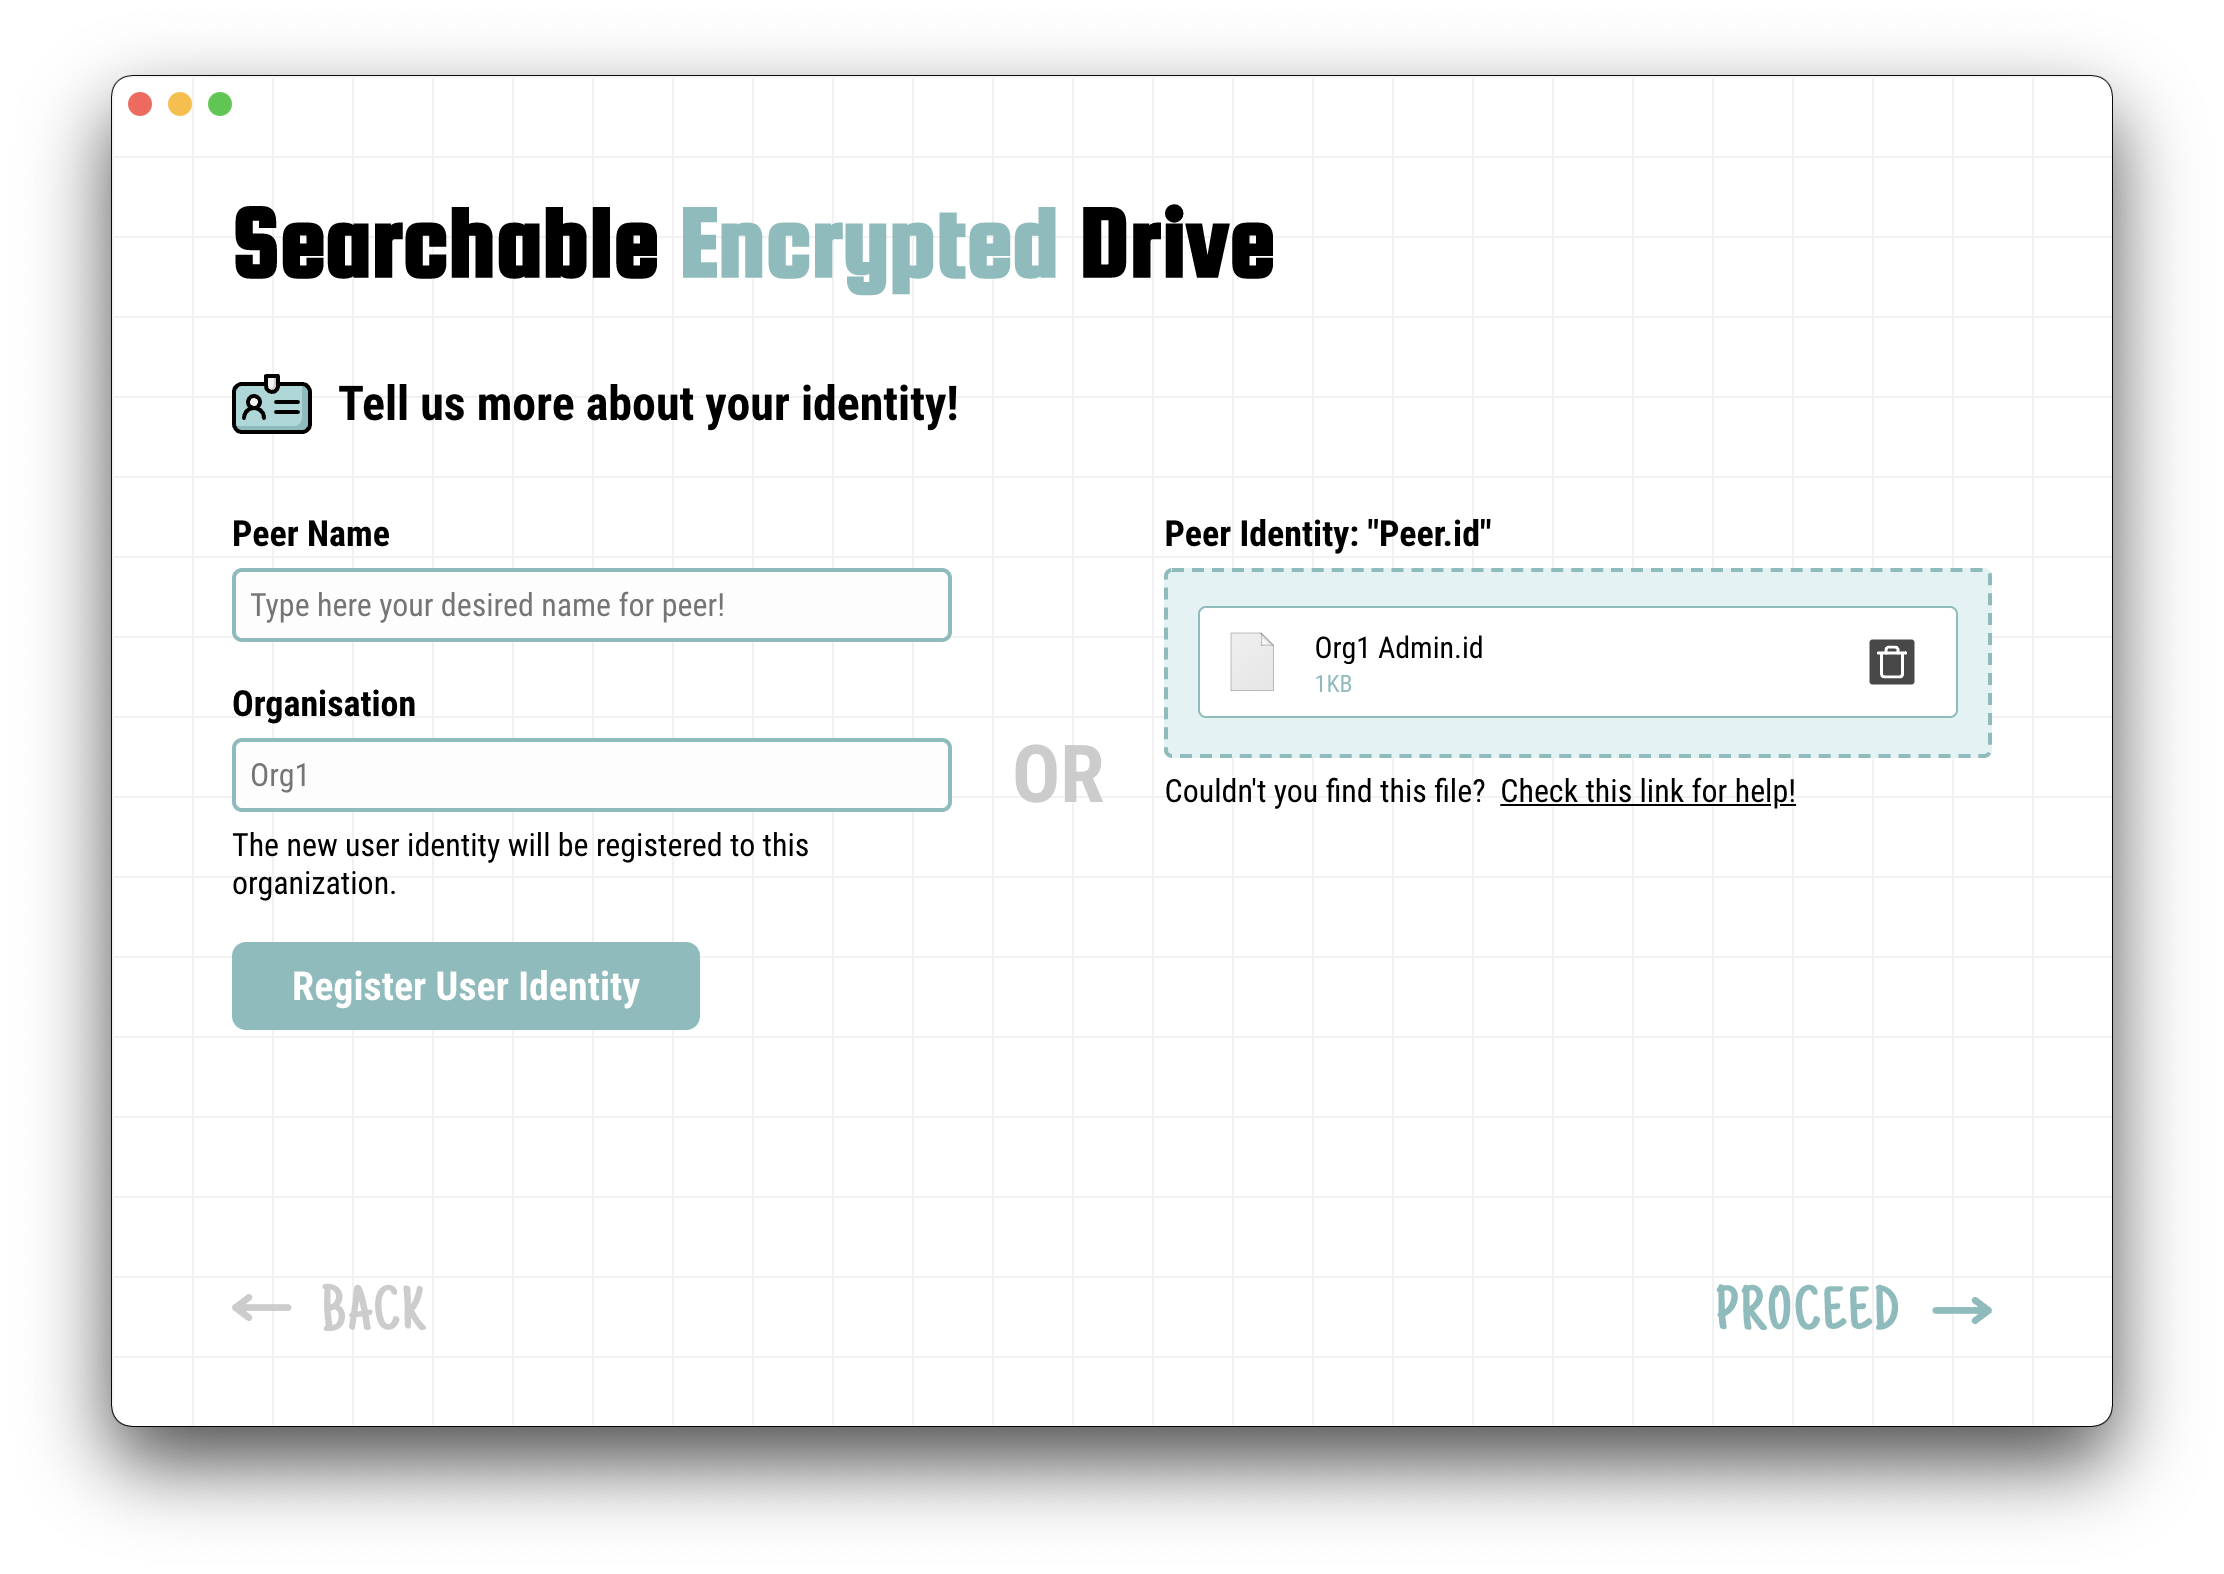 Searchable Encrypted Drive
Tell us more about your identity!
Peer Name
Type here your desired name for peer!
Organisation
Org1
The new user identity will be registered to this
organization.
Register User Identity
OR
Peer Identity: "Peer.id"
Org1 Admin.id
1KB
Couldn't you find this file? Check this link for help!
BACK
PROCEED